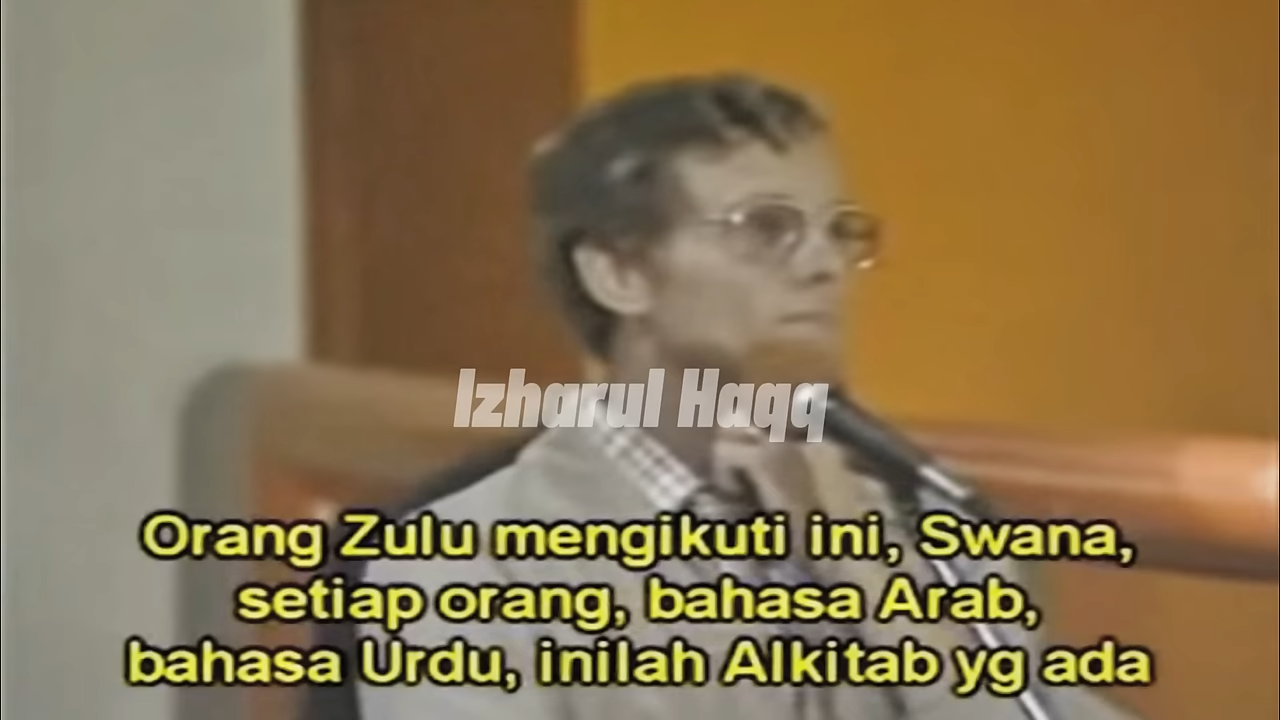 Izharul Haqq
Orang Zulu mengikuti ini, Swana,
setiap orang, bahasa Arab,
bahasa Urdu, inilah Alkitab yg ada